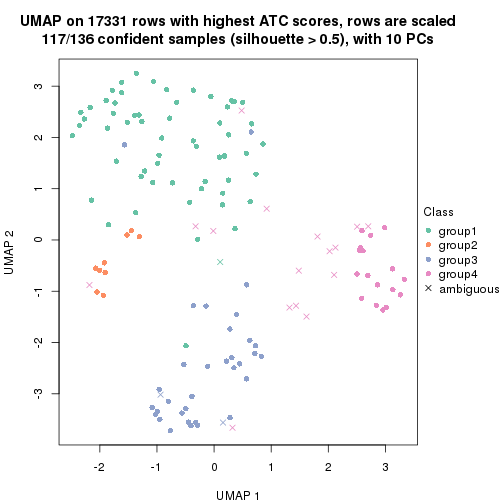 UMAP on 17331 rows with highest ATC scores, rows are scaled
117/136 confident samples (silhouette > 0.5), with 10 PCs
3
2
1
0
-1
-2
-3
UMAP 2
-2
-1
0
1
2
3
UMAP 1
Class
group1
group2
group3
group4
ambiguous